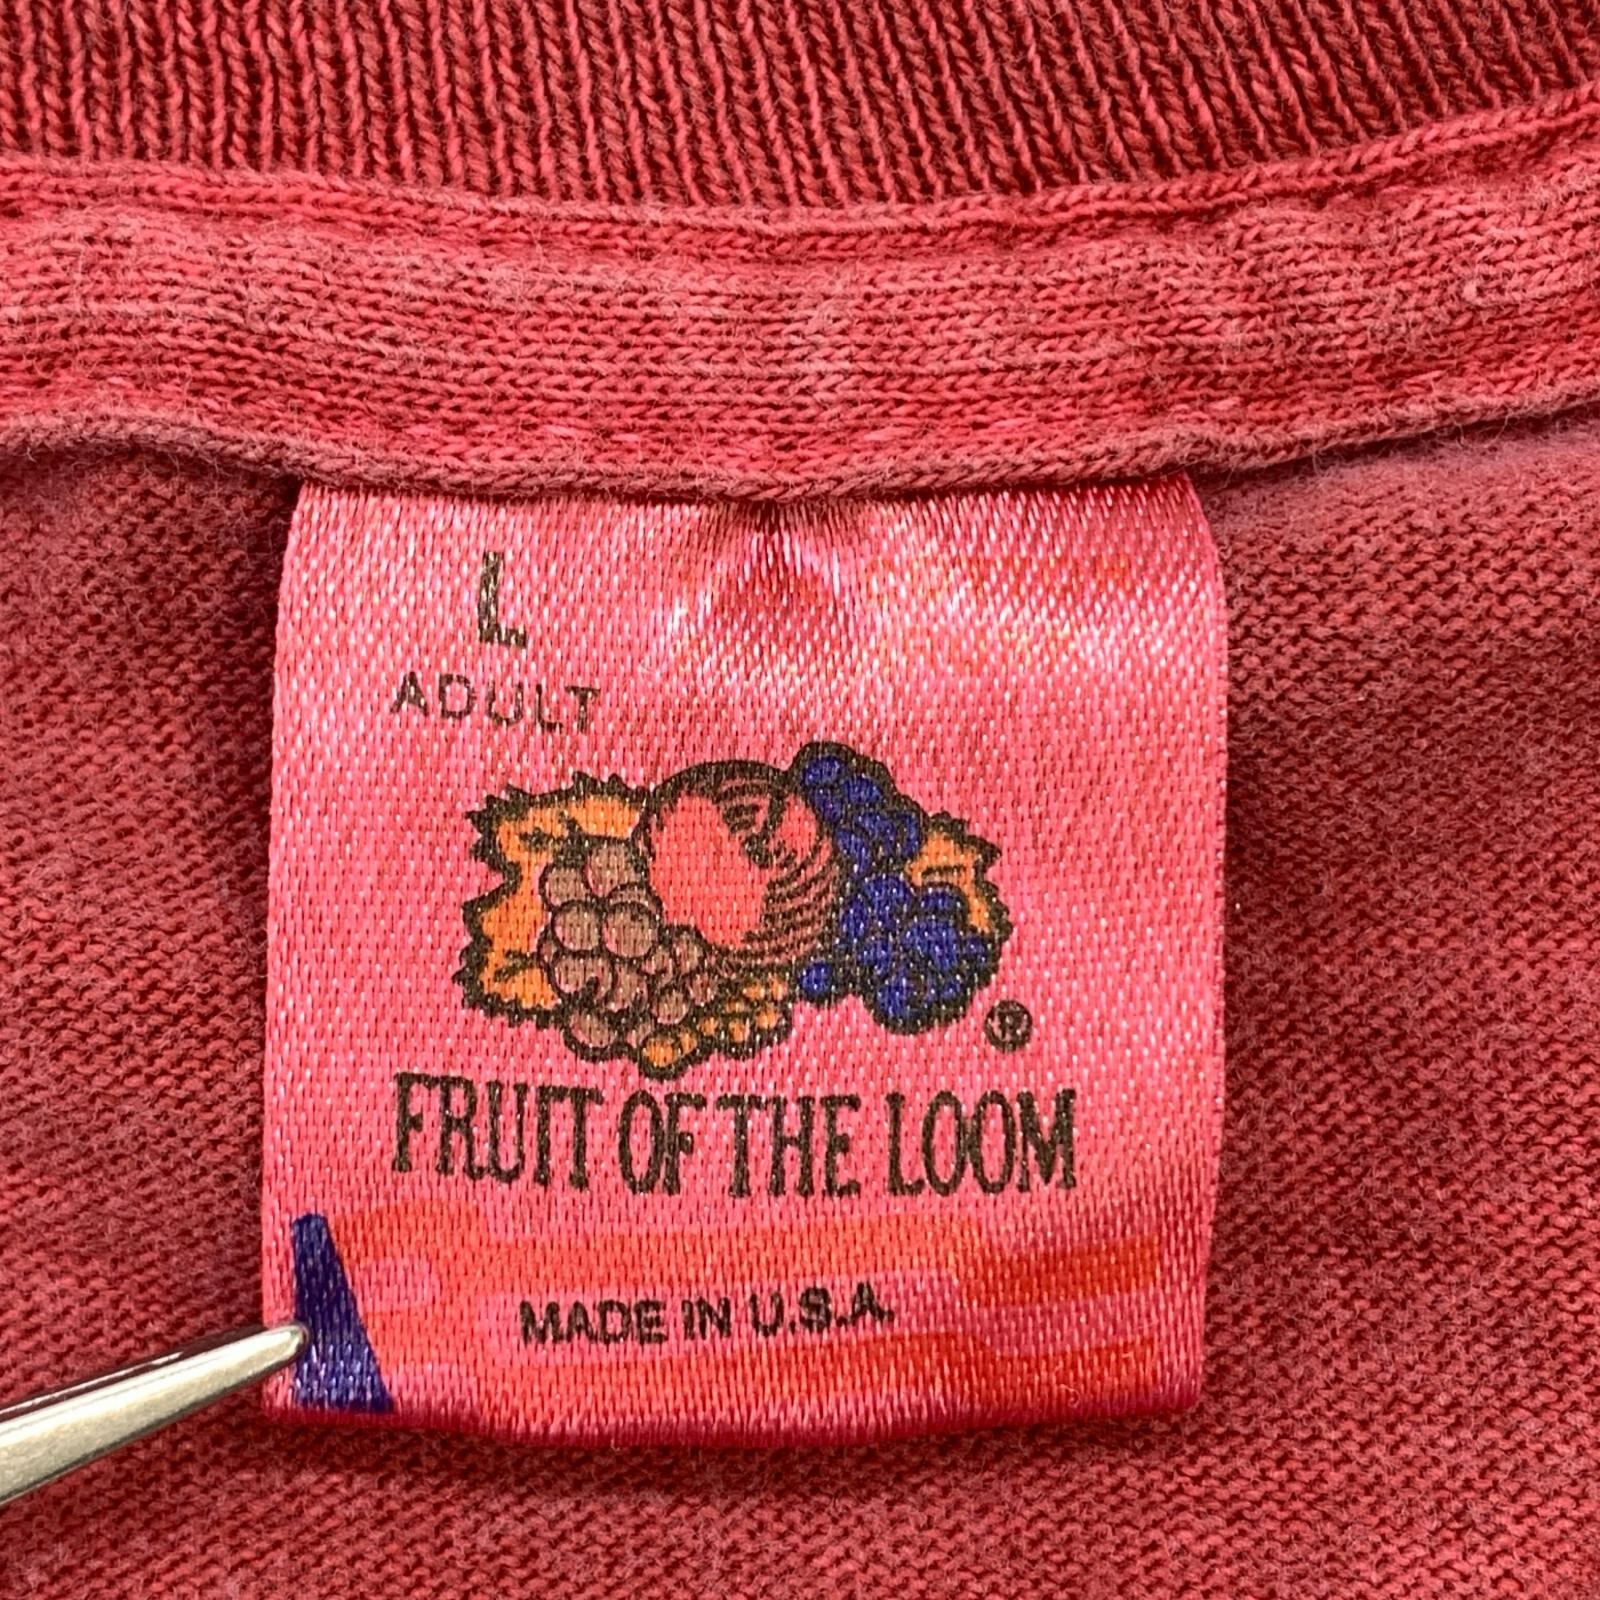 L
ADULT
®
FRUIT OF THE LOOM
MADE IN U.S.A.